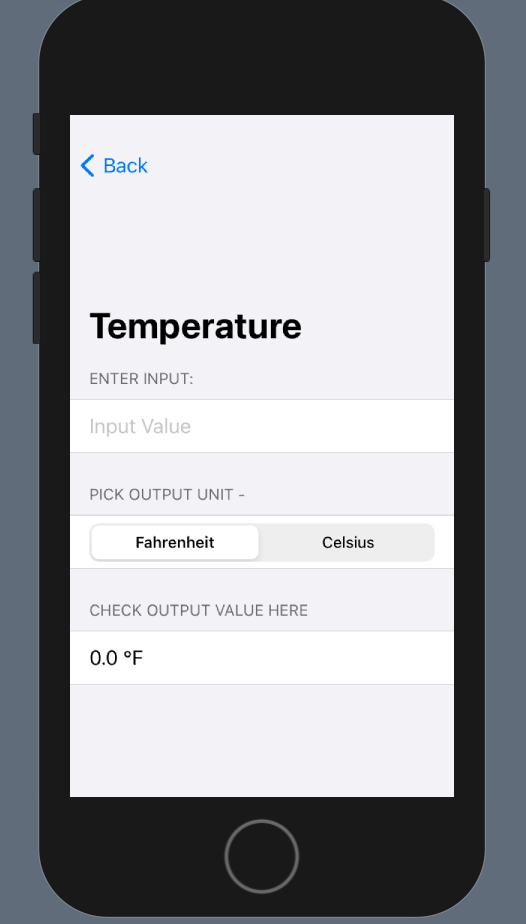 Back
Temperature
ENTER INPUT:
Input Value
PICK OUTPUT UNIT -
Fahrenheit Celsius
CHECK OUTPUT VALUE HERE
0.0 °F